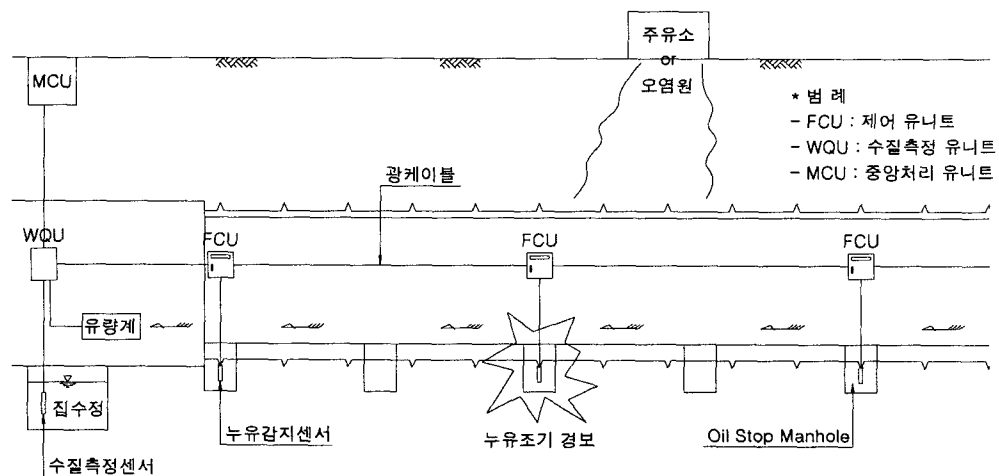 주유소
or
오염원
MCU
* 범 례
- FCU : 제어 유니트
- WQU : 수질측정 유니트
- MCU : 중앙처리 유니트
광케이블
WQU
FCU
FCU
FCU
유량계
집수정
누유감지센서
누유조기 경보
Oil Stop Manhole
수질측정센서